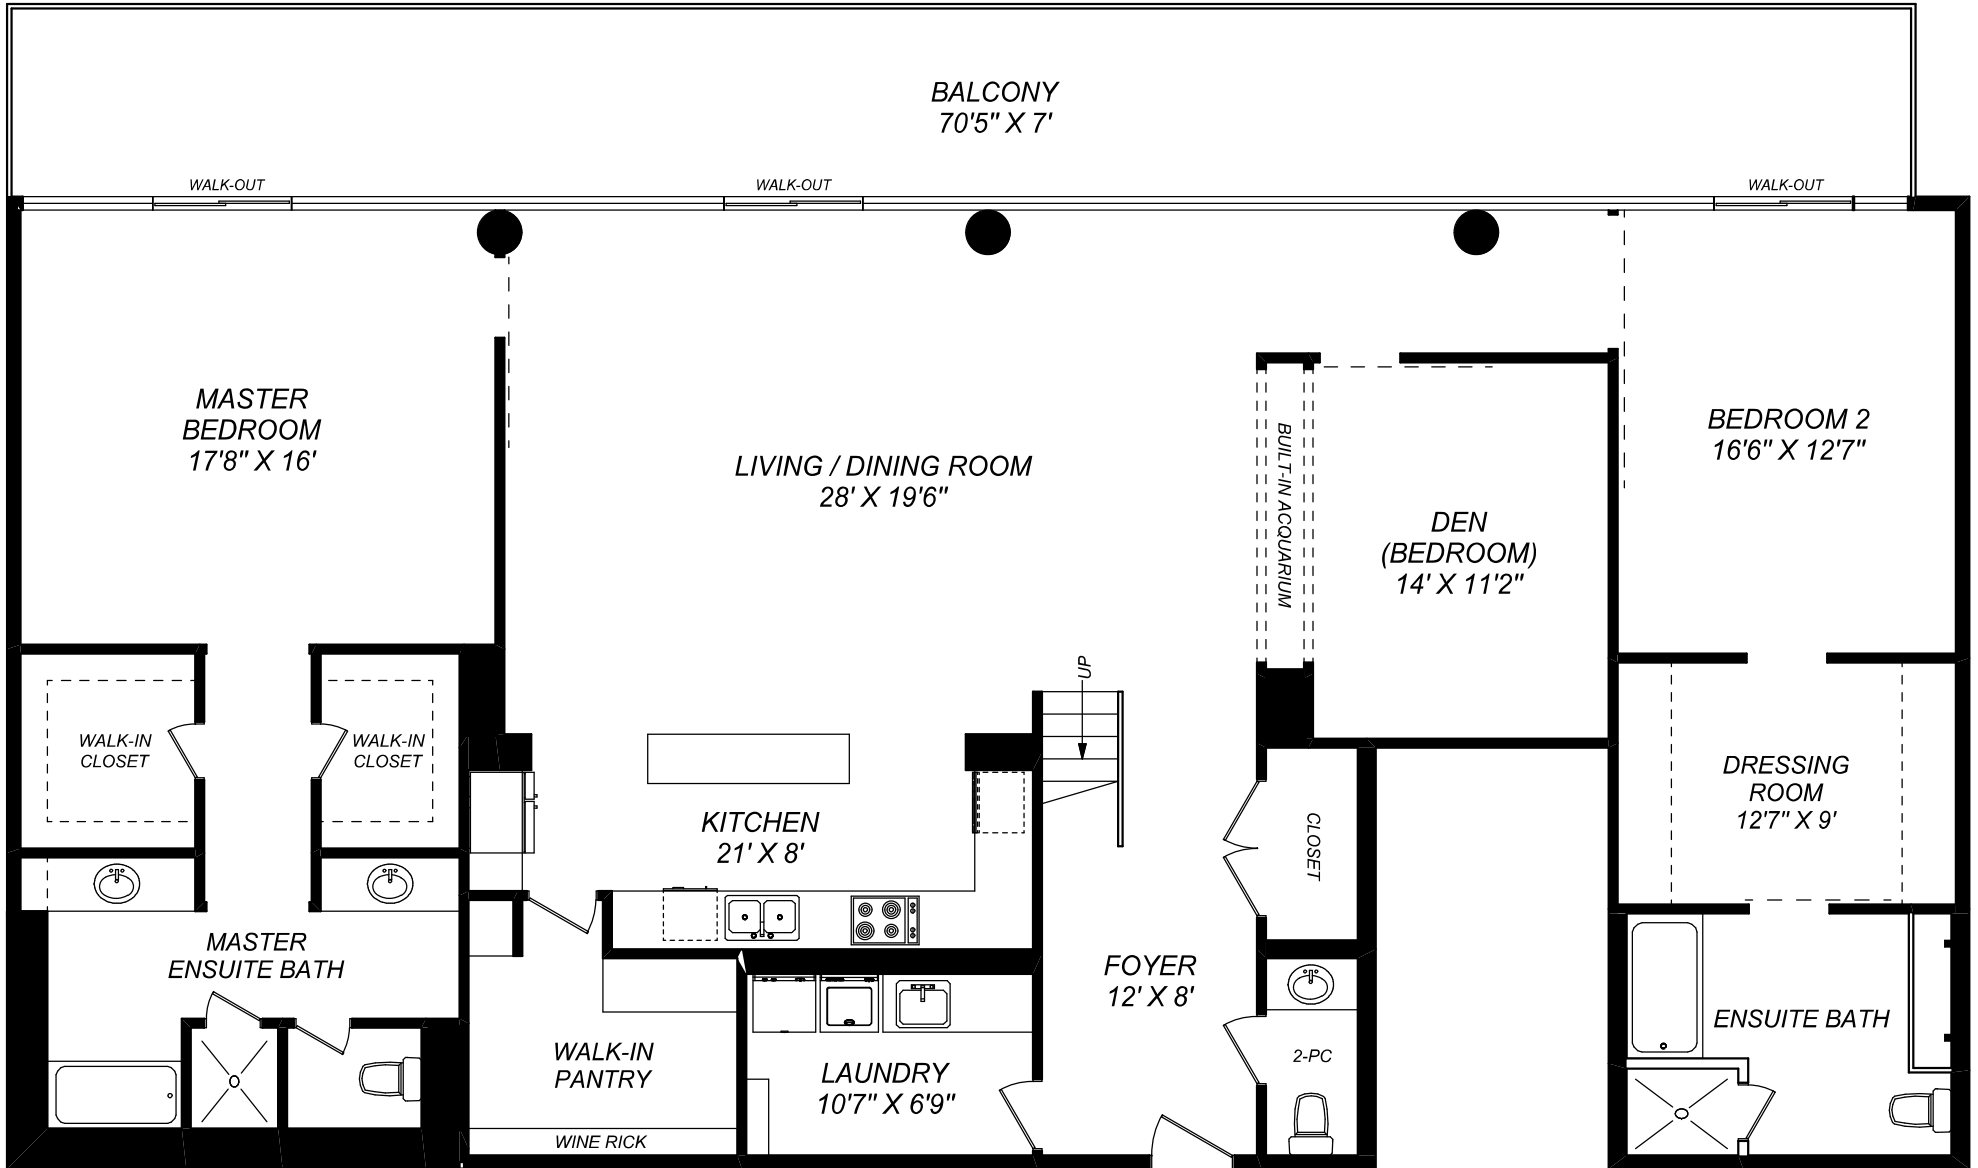 BALCONY
70'5" X 7'
WALK-OUT
WALK-OUT
WALK-OUT
MASTER
BEDROOM
17'8" X 16'
LIVING / DINING ROOM
28' X 19'6"
BUILT-IN ACQUARIUM
DEN
(BEDROOM)
14' X 11'2"
BEDROOM 2
16'6" X 12'7"
UP
WALK-IN
CLOSET
WALK-IN
CLOSET
KITCHEN
21' X 8'
CLOSET
DRESSING
ROOM
12'7" X 9'
MASTER
ENSUITE BATH
FOYER
12' X 8'
ENSUITE BATH
WALK-IN
PANTRY
LAUNDRY
10'7" X 6'9"
2-PC
WINE RICK